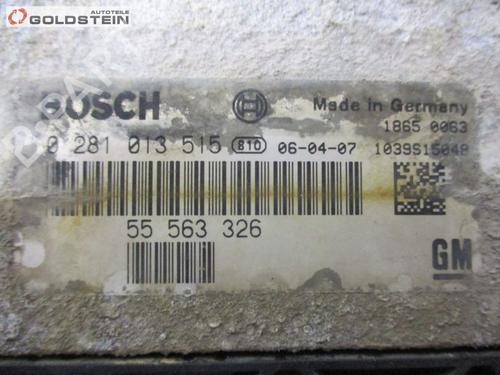 AUTOTEILE
GOLDSTEIN
BOSCH
Made in Germany
1865 0063
0 281 013 515 810 06-04-07 1039S15048
55 563 326
GM